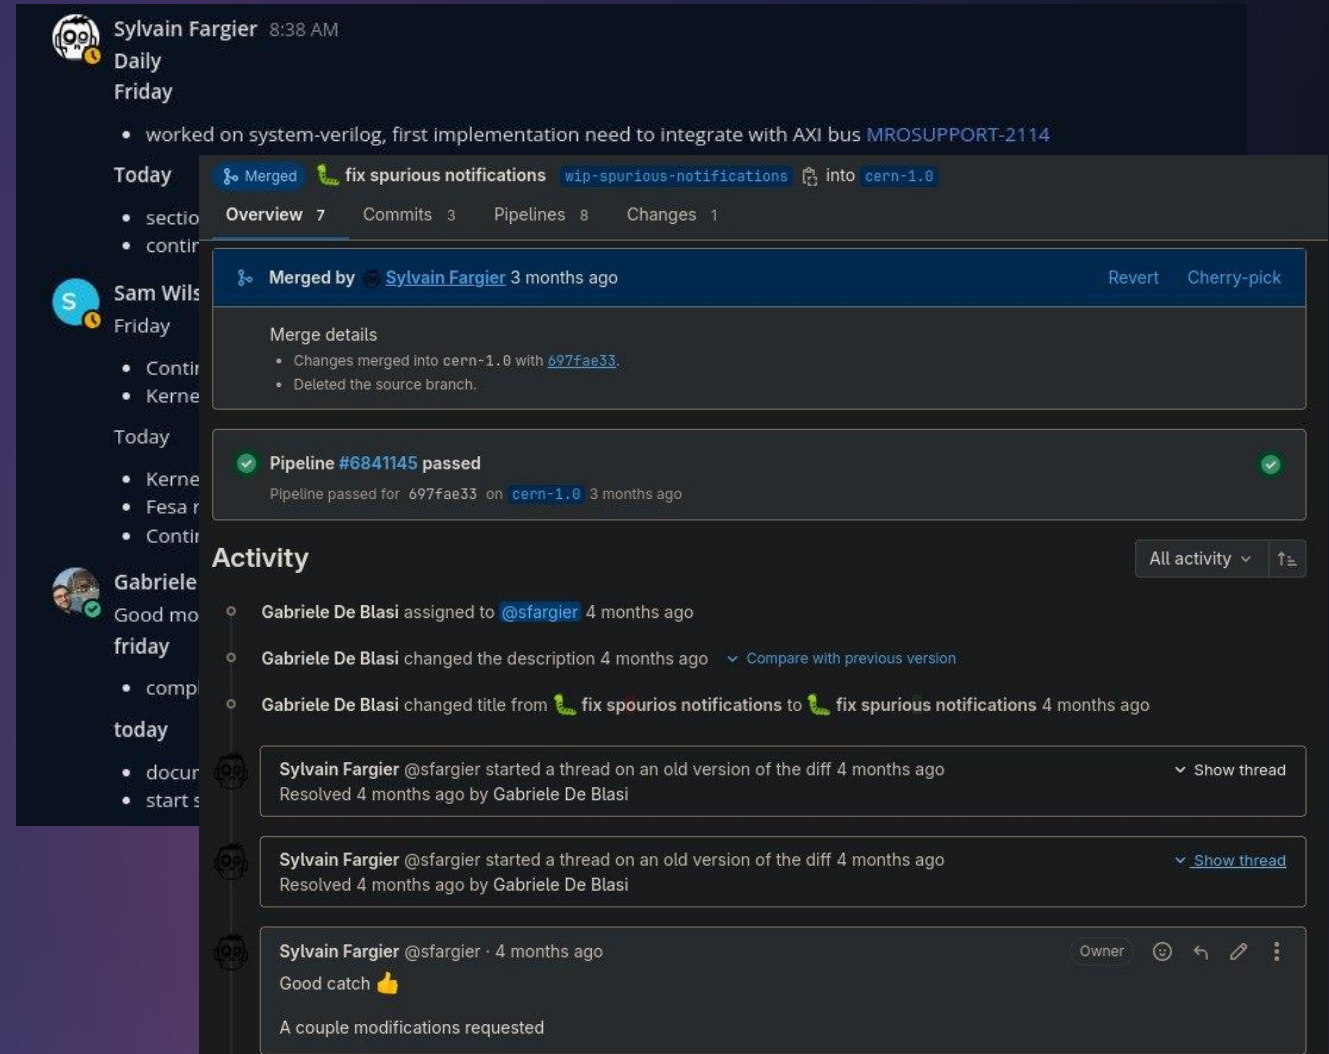 Sylvain Fargier 8:38 AM
Daily
Friday
• worked on system-verilog, first implementation need to integrate with AXI bus MROSUPPORT-2114
Today
• sectio
• contin
S
Sam Wils
Friday
• Contin
• Kerne
Today
• Kerne
• Fesa r
• Contin
Gabriele
Good mo
friday
• compl
today
• docum
• start s
Merged 🐛 fix spurious notifications wip-spurious-notifications into cern-1.0
Overview 7 Commits 3 Pipelines 8 Changes 1
Merged by Sylvain Fargier 3 months ago Revert Cherry-pick
Merge details
• Changes merged into cern-1.0 with 697fae33.
• Deleted the source branch.
Pipeline #6841145 passed
Pipeline passed for 697fae33 on cern-1.0 3 months ago
Activity All activity
Gabriele De Blasi assigned to @sfargier 4 months ago
Gabriele De Blasi changed the description 4 months ago Compare with previous version
Gabriele De Blasi changed title from 🐛 fix spourios notifications to 🐛 fix spurious notifications 4 months ago
Sylvain Fargier @sfargier started a thread on an old version of the diff 4 months ago Show thread
Resolved 4 months ago by Gabriele De Blasi
Sylvain Fargier @sfargier started a thread on an old version of the diff 4 months ago Show thread
Resolved 4 months ago by Gabriele De Blasi
Sylvain Fargier @sfargier · 4 months ago Owner
Good catch 👍
A couple modifications requested